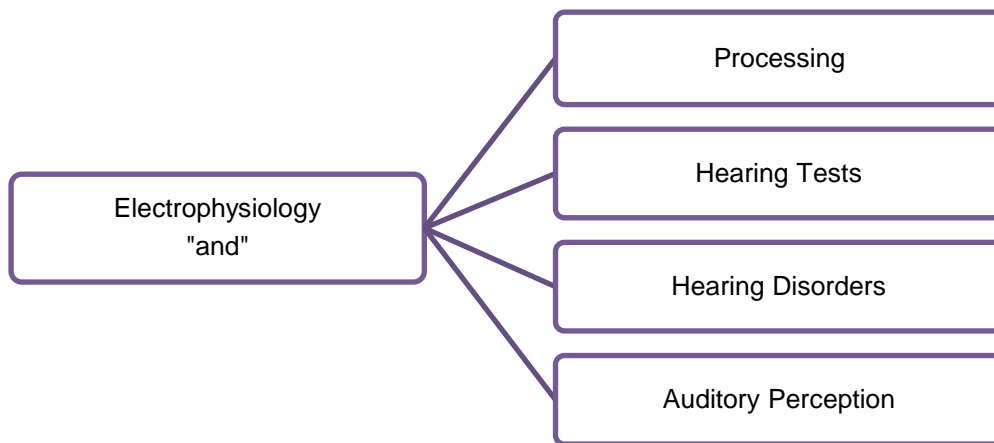 Electrophysiology
"and"
Processing
Hearing Tests
Hearing Disorders
Auditory Perception